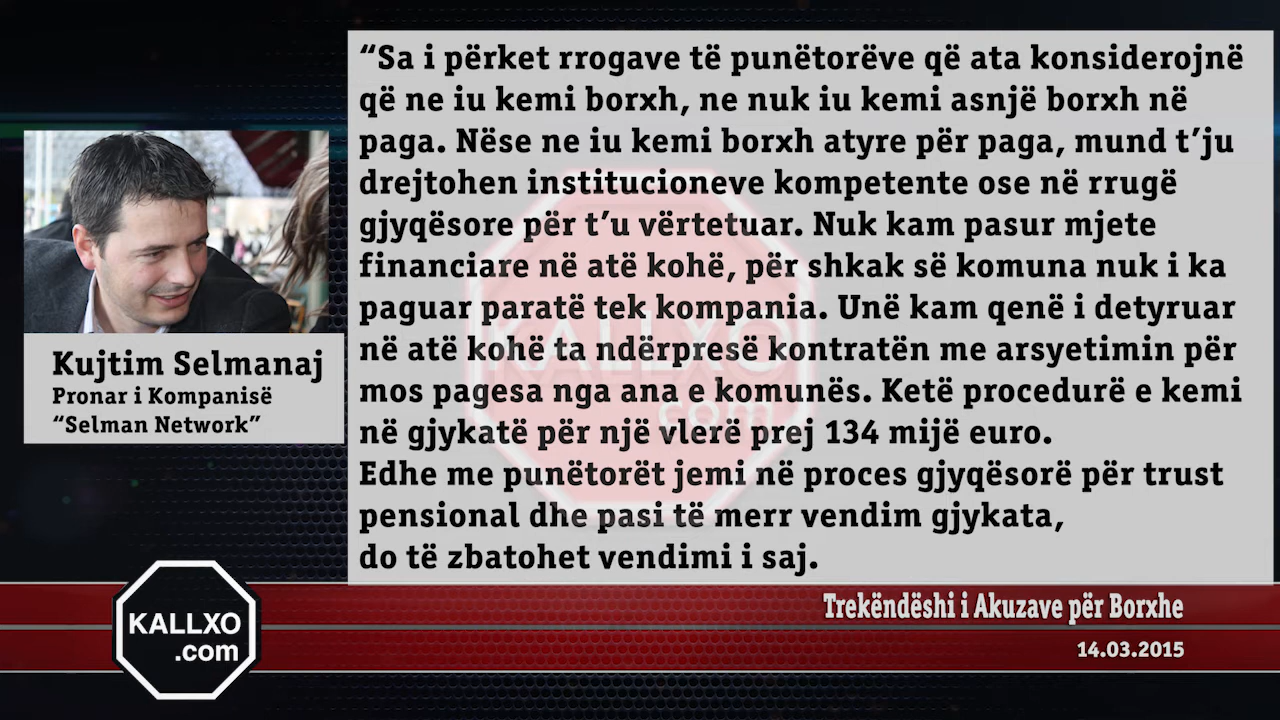 “Sa i përket rrogave të punëtorëve që ata konsiderojnë
që ne iu kemi borxh, ne nuk iu kemi asnjë borxh në
paga. Nëse ne iu kemi borxh atyre për paga, mund t’ju
drejtohen institucioneve kompetente ose në rrugë
gjyqësore për t’u vërtetuar. Nuk kam pasur mjete
financiare në atë kohë, për shkak së komuna nuk i ka
paguar paratë tek kompania. Unë kam qenë i detyruar
në atë kohë ta ndërpresë kontratën me arsyetimin për
mos pagesa nga ana e komunës. Ketë procedurë e kemi
në gjykatë për një vlerë prej 134 mijë euro.
Edhe me punëtorët jemi në proces gjyqësorë për trust
pensional dhe pasi të merr vendim gjykata,
do të zbatohet vendimi i saj.
Kujtim Selmanaj
Pronar i Kompanisë
“Selman Network”
KALLXO
.com
Trekëndëshi i Akuzave për Borxhe
14.03.2015
KALLXO
.com